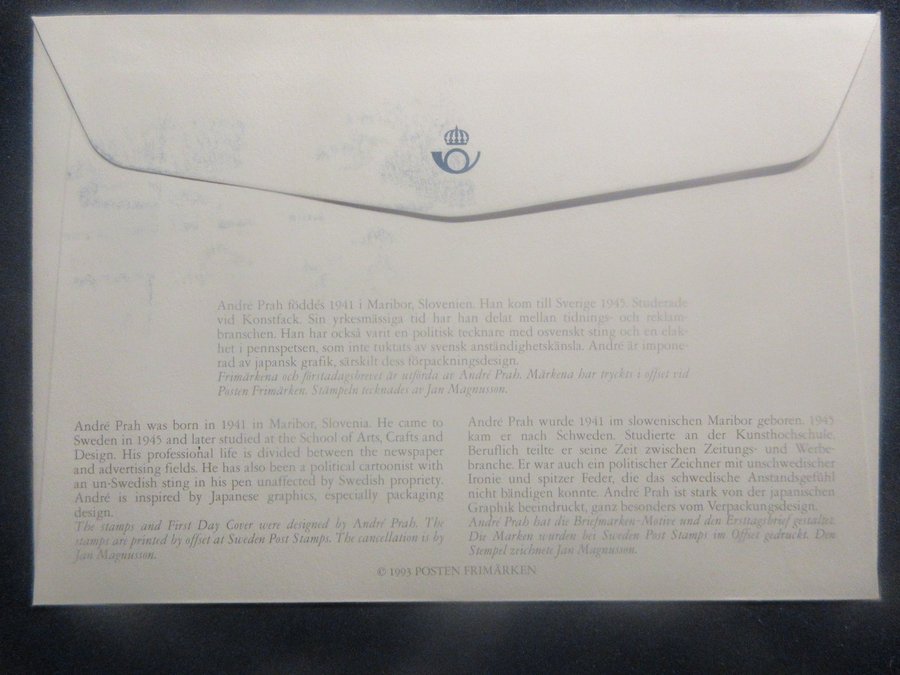 André Prah föddes 1941 i Maribor, Slovenien. Han kom till Sverige 1945. Studerade
vid Konstfack. Sin yrkesmässiga tid har han delat mellan tidnings- och reklam-
branschen. Han har också varit en politisk tecknare med osvenskt sting och en elak-
het i pennspetsen, som inte tuktats av svensk anständighetskänsla. André är impone-
rad av japansk grafik, särskilt dess förpackningsdesign.
Frimärkena och förstadagsbrevet är utförda av André Prah. Märkena har tryckts i offset vid
Posten Frimärken. Stämpeln tecknades av Jan Magnusson.
André Prah was born in 1941 in Maribor, Slovenia. He came to
Sweden in 1945 and later studied at the School of Arts, Crafts and
Design. His professional life is divided between the newspaper
and advertising fields. He has also been a political cartoonist with
an un-Swedish sting in his pen unaffected by Swedish propriety.
André is inspired by Japanese graphics, especially packaging
design.
The stamps and First Day Cover were designed by André Prah. The
stamps are printed by offset at Sweden Post Stamps. The cancellation is by
Jan Magnusson.
André Prah wurde 1941 im slowenischen Maribor geboren. 1945
kam er nach Schweden. Studierte an der Kunsthochschule.
Beruflich teilte er seine Zeit zwischen Zeitungs- und Werbe-
branche. Er war auch ein politischer Zeichner mit unschwedischer
Ironie und spitzer Feder, die das schwedische Anstandsgefühl
nicht bändigen konnte. André Prah ist stark von der japanischen
Graphik beeindruckt, ganz besonders vom Verpackungsdesign.
André Prah hat die Briefmarken-Motive und den Ersttagsbrief gestaltet.
Die Marken wurden bei Sweden Post Stamps im Offset gedruckt. Den
Stempel zeichnete Jan Magnusson.
© 1993 POSTEN FRIMÄRKEN